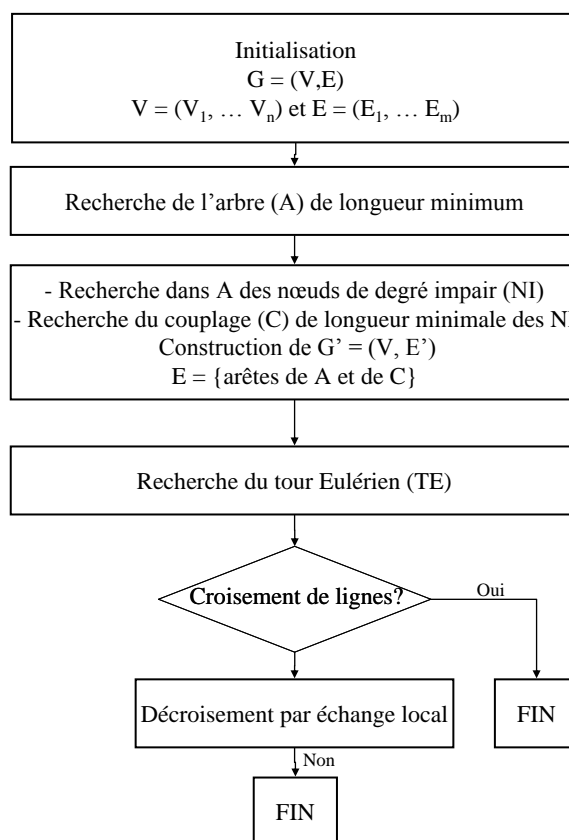 Initialisation
G = (V,E)
V = (V1, … Vn) et E = (E1, … Em)
Recherche de l’arbre (A) de longueur minimum
- Recherche dans A des nœuds de degré impair (NI)
- Recherche du couplage (C) de longueur minimale des NI
Construction de G’ = (V, E’)
E = {arêtes de A et de C}
Recherche du tour Eulérien (TE)
Croisement de lignes?
Oui
Décroisement par échange local
FIN
Non
FIN